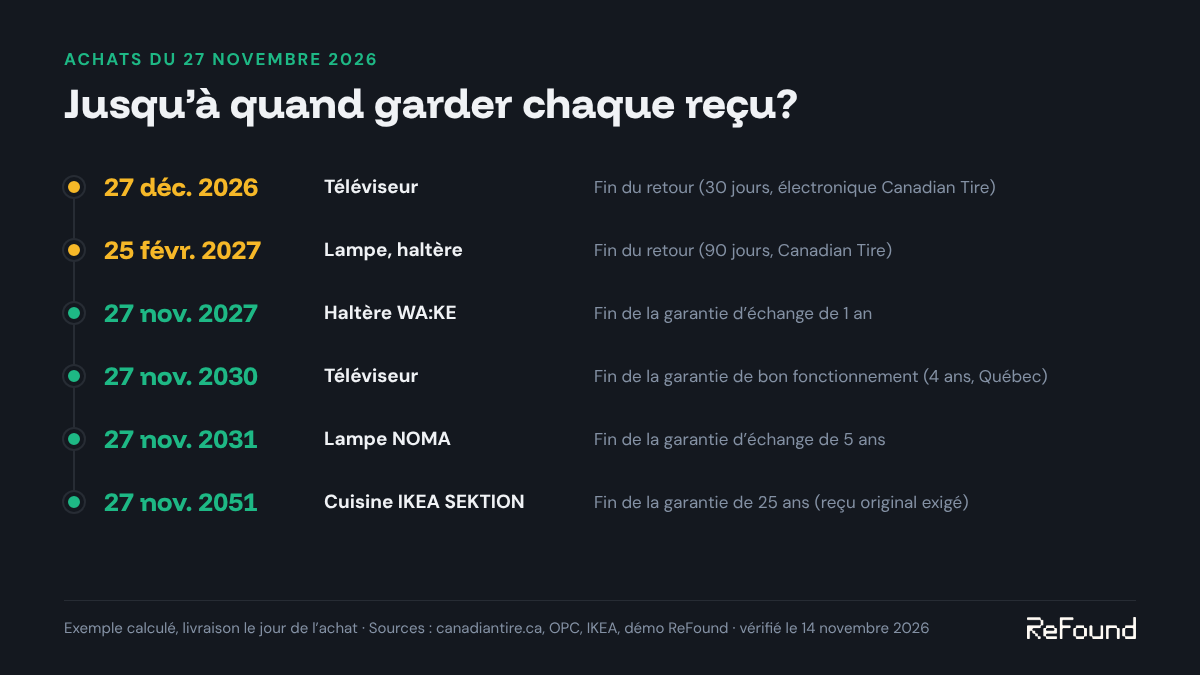 ACHATS DU 27 NOVEMBRE 2026
Jusqu’à quand garder chaque reçu?
27 déc. 2026 Téléviseur Fin du retour (30 jours, électronique Canadian Tire)
25 févr. 2027 Lampe, haltère Fin du retour (90 jours, Canadian Tire)
27 nov. 2027 Haltère WA:KE Fin de la garantie d’échange de 1 an
27 nov. 2030 Téléviseur Fin de la garantie de bon fonctionnement (4 ans, Québec)
27 nov. 2031 Lampe NOMA Fin de la garantie d’échange de 5 ans
27 nov. 2051 Cuisine IKEA SEKTION Fin de la garantie de 25 ans (reçu original exigé)
Exemple calculé, livraison le jour de l’achat · Sources : canadiantire.ca, OPC, IKEA, démo ReFound · vérifié le 14 novembre 2026
ReFound